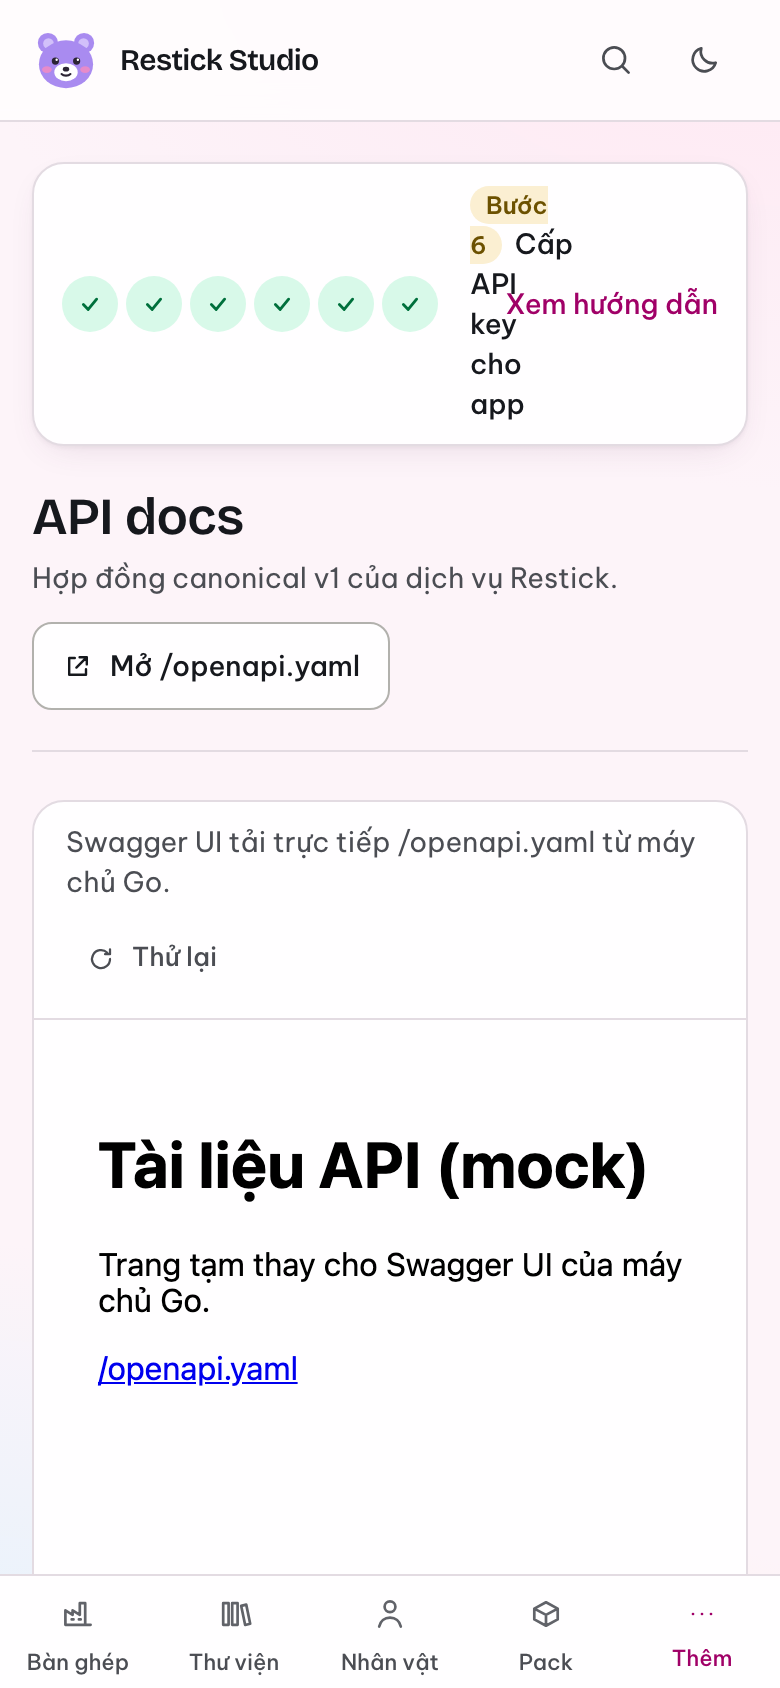 Restick Studio
Bước
6 Cấp
API
key
cho
app
Xem hướng dẫn
API docs
Hợp đồng canonical v1 của dịch vụ Restick.
Mở /openapi.yaml
Swagger UI tải trực tiếp /openapi.yaml từ máy
chủ Go.
Thử lại
Tài liệu API (mock)
Trang tạm thay cho Swagger UI của máy
chủ Go.
/openapi.yaml
Bàn ghép
Thư viện
Nhân vật
Pack
Thêm